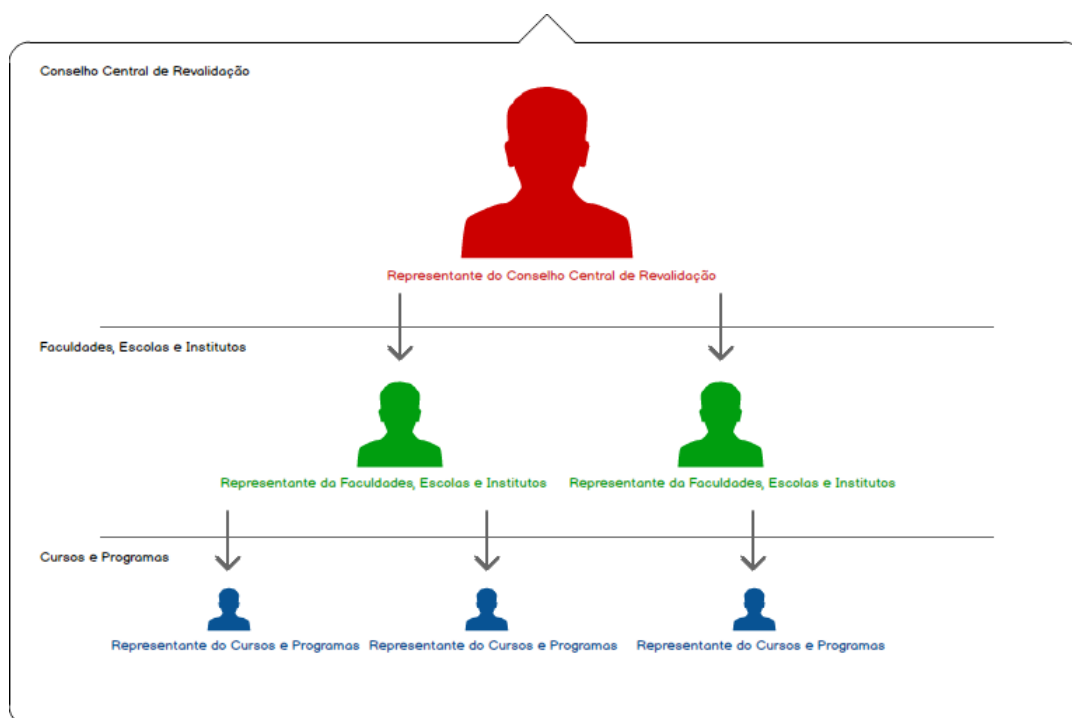 Conselho Central de Revalidação
Representante do Conselho Central de Revalidação
Faculdades, Escolas e Institutos
Representante da Faculdades, Escolas e Institutos
Representante da Faculdades, Escolas e Institutos
Cursos e Programas
Representante do Cursos e Programas
Representante do Cursos e Programas
Representante do Cursos e Programas